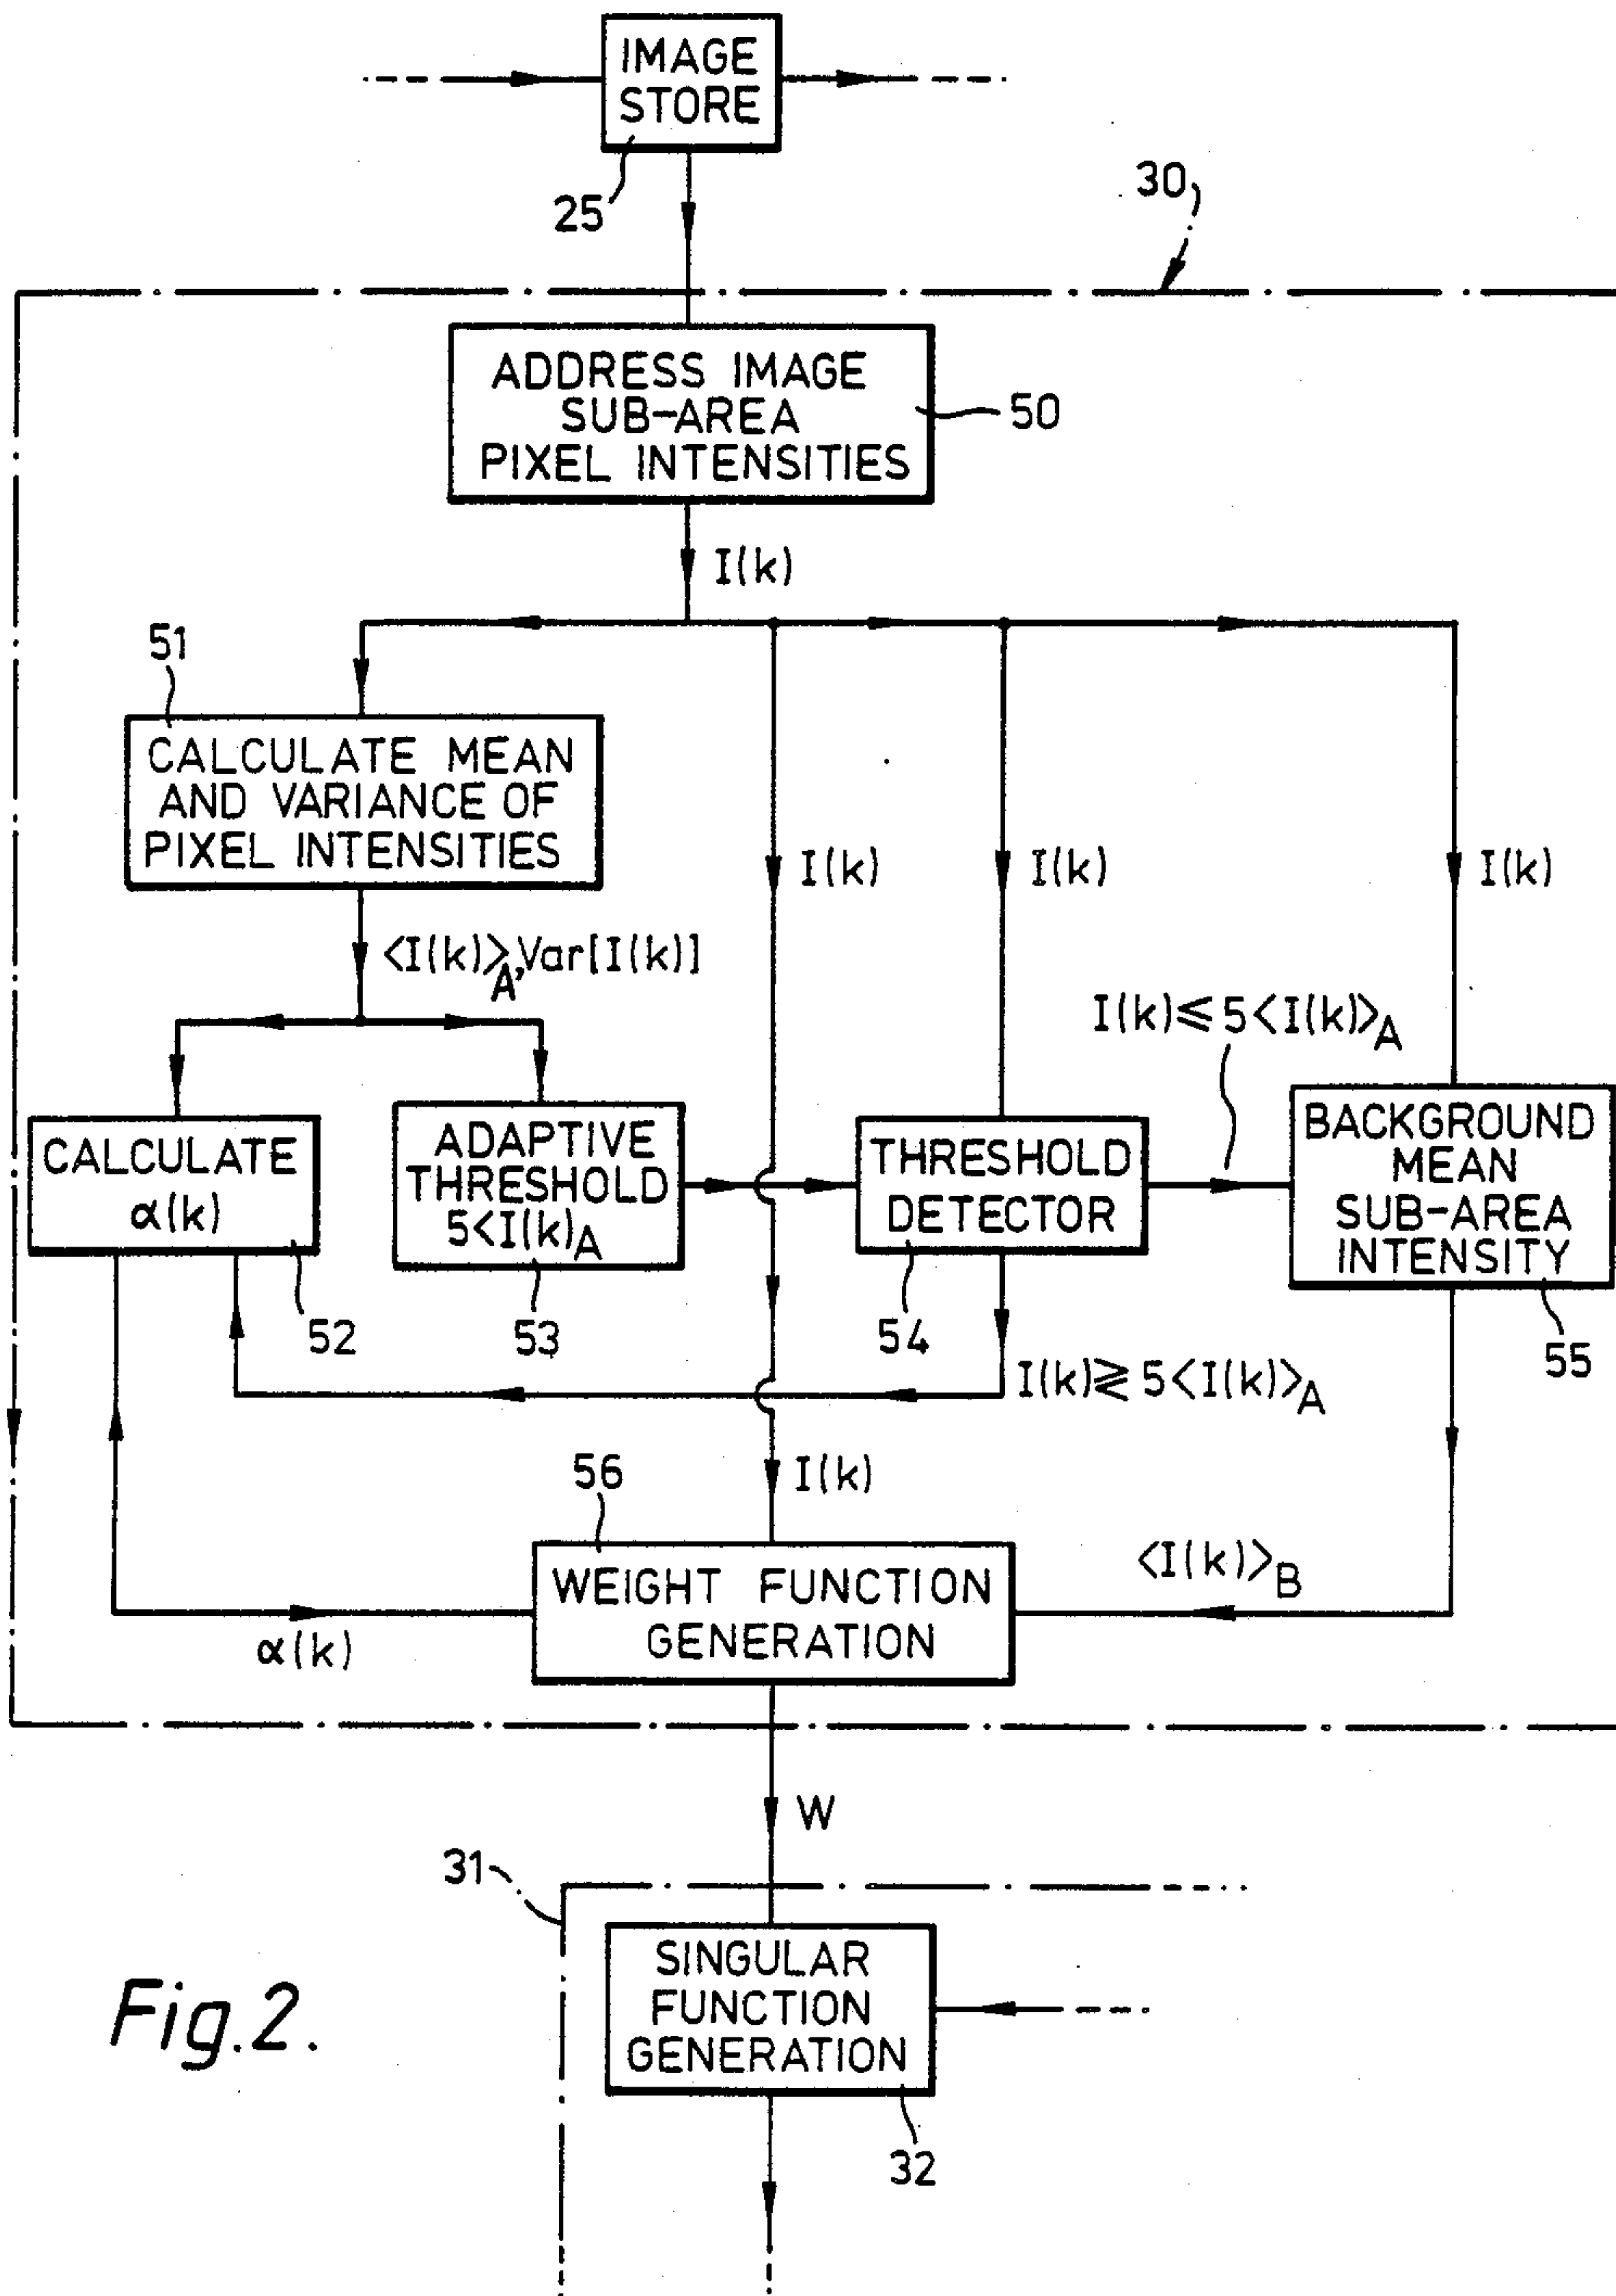 IMAGE
STORE
25
30
ADDRESS IMAGE
SUB-AREA
PIXEL INTENSITIES
50
I(k)
51
CALCULATE MEAN
AND VARIANCE OF
PIXEL INTENSITIES
I(k)
I(k)
I(k)
<I(k)>A,Var[I(k)]
I(k)⩽5<I(k)>A
CALCULATE
α(k)
52
ADAPTIVE
THRESHOLD
5<I(k)A
53
THRESHOLD
DETECTOR
54
BACKGROUND
MEAN
SUB-AREA
INTENSITY
55
I(k)≷5<I(k)>A
I(k)
56
WEIGHT FUNCTION
GENERATION
<I(k)>B
α(k)
W
31
SINGULAR
FUNCTION
GENERATION
32
Fig.2.